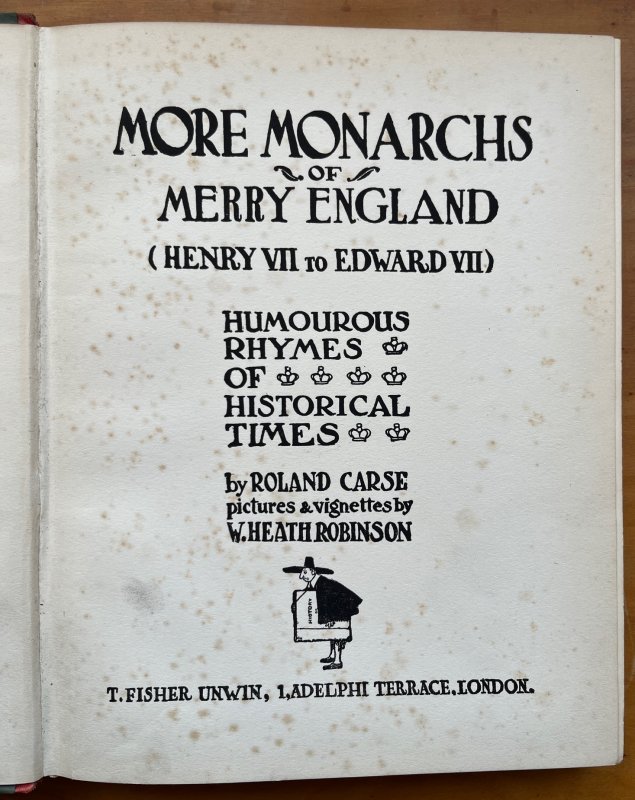 MORE MONARCHS
OF
MERRY ENGLAND
(HENRY VII TO EDWARD VII)
HUMOUROUS
RHYMES
OF
HISTORICAL
TIMES
by ROLAND CARSE
pictures & vignettes by
W. HEATH ROBINSON
HISTORY
T. FISHER UNWIN, 1, ADELPHI TERRACE. LONDON.